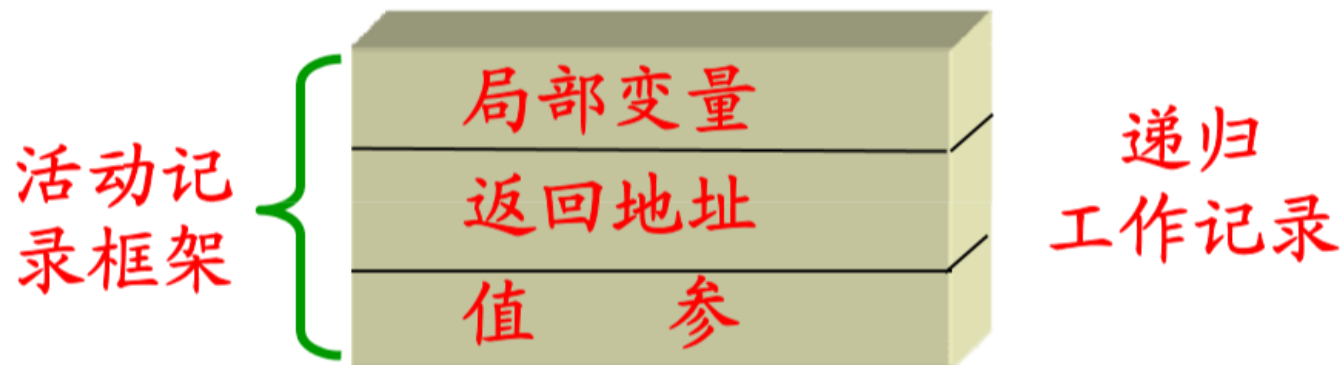 活动记
录框架
局部变量
返回地址
值 参
递归
工作记录